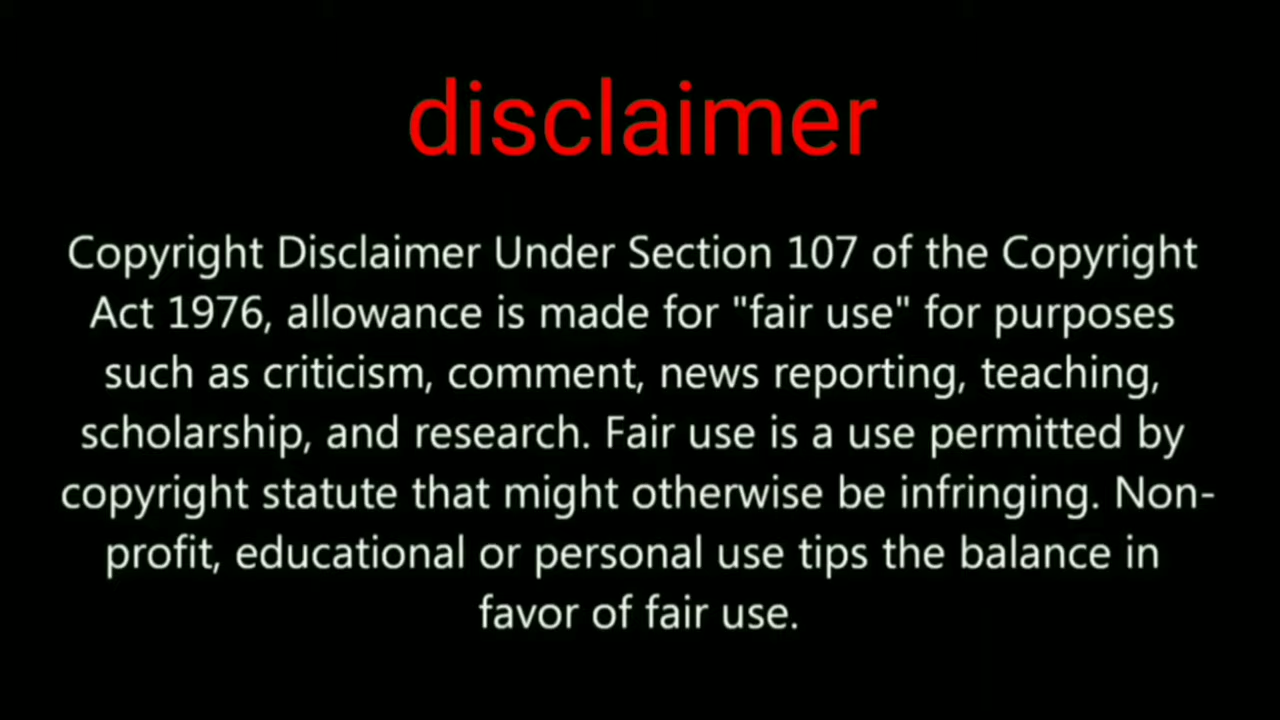 disclaimer
Copyright Disclaimer Under Section 107 of the Copyright
Act 1976, allowance is made for "fair use" for purposes
such as criticism, comment, news reporting, teaching,
scholarship, and research. Fair use is a use permitted by
copyright statute that might otherwise be infringing. Non-
profit, educational or personal use tips the balance in
favor of fair use.